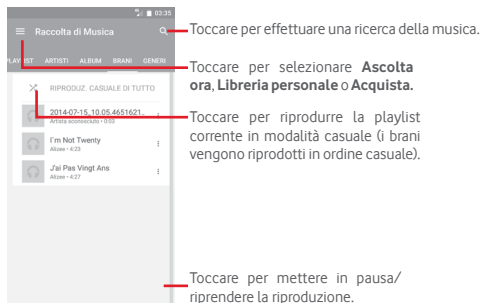 03:35
Raccolta di Musica
PLAYLIST ARTISTI ALBUM BRANI GENERI
RIPRODUZ. CASUALE DI TUTTO
2014-07-15_10.05.4651621_
Artista sconosciuto • 0:03
I'm Not Twenty
Alizee • 4:23
J'ai Pas Vingt Ans
Alizee • 4:27
Toccare per effettuare una ricerca della musica.
Toccare per selezionare Ascolta
ora, Libreria personale o Acquista.
Toccare per riprodurre la playlist
corrente in modalità casuale (i brani
vengono riprodotti in ordine casuale).
Toccare per mettere in pausa/
riprendere la riproduzione.